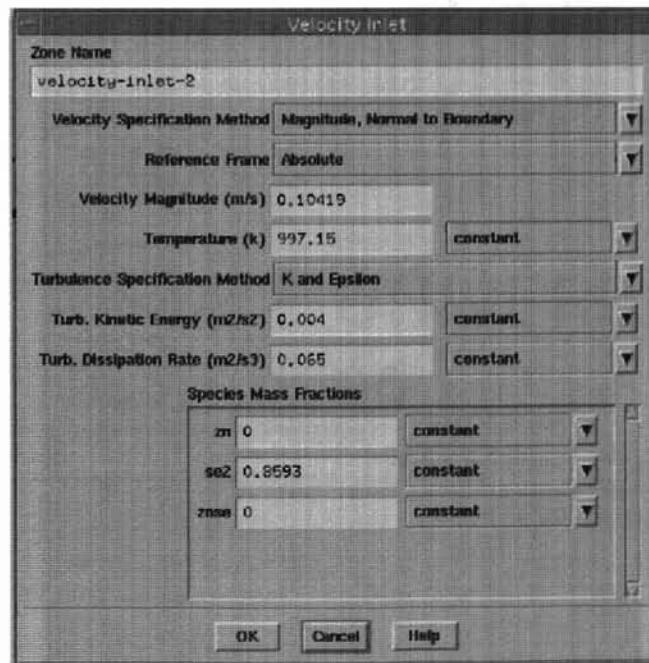 Velocity Inlet
Zone Name
velocity-inlet-2
Velocity Specification Method Magnitude, Normal to Boundary
Reference Frame Absolute
Velocity Magnitude (m/s) 0.10419
Temperature (k) 997.15 constant
Turbulence Specification Method K and Epsilon
Turb. Kinetic Energy (m2/s2) 0.004 constant
Turb. Dissipation Rate (m2/s3) 0.065 constant
Species Mass Fractions
zn 0 constant
se2 0.8593 constant
znse 0 constant
OK Cancel Help